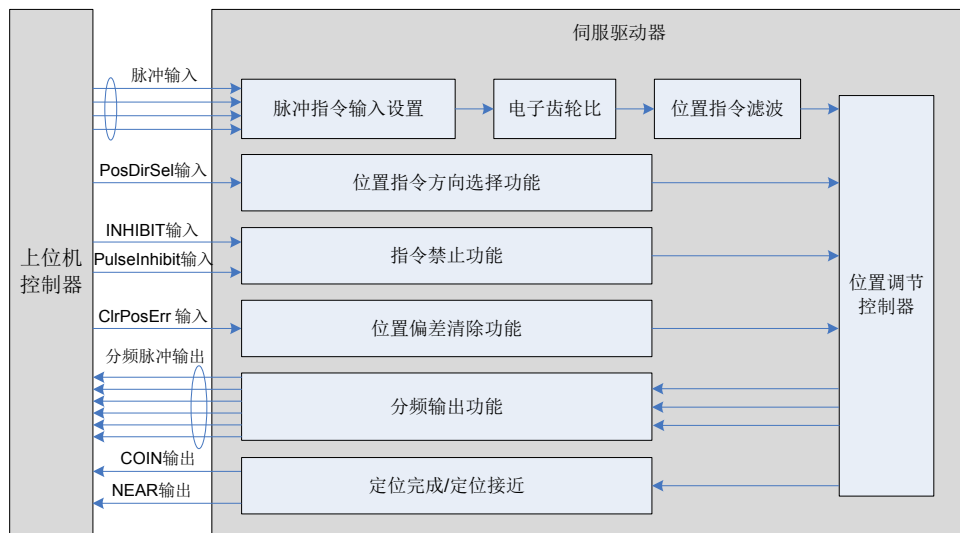 伺服驱动器
脉冲输入
脉冲指令输入设置
电子齿轮比
位置指令滤波
PosDirSel输入
位置指令方向选择功能
INHIBIT输入
PulseInhibit输入
指令禁止功能
上位机
控制器
位置调节
控制器
ClrPosErr 输入
位置偏差清除功能
分频脉冲输出
分频输出功能
COIN输出
NEAR输出
定位完成/定位接近